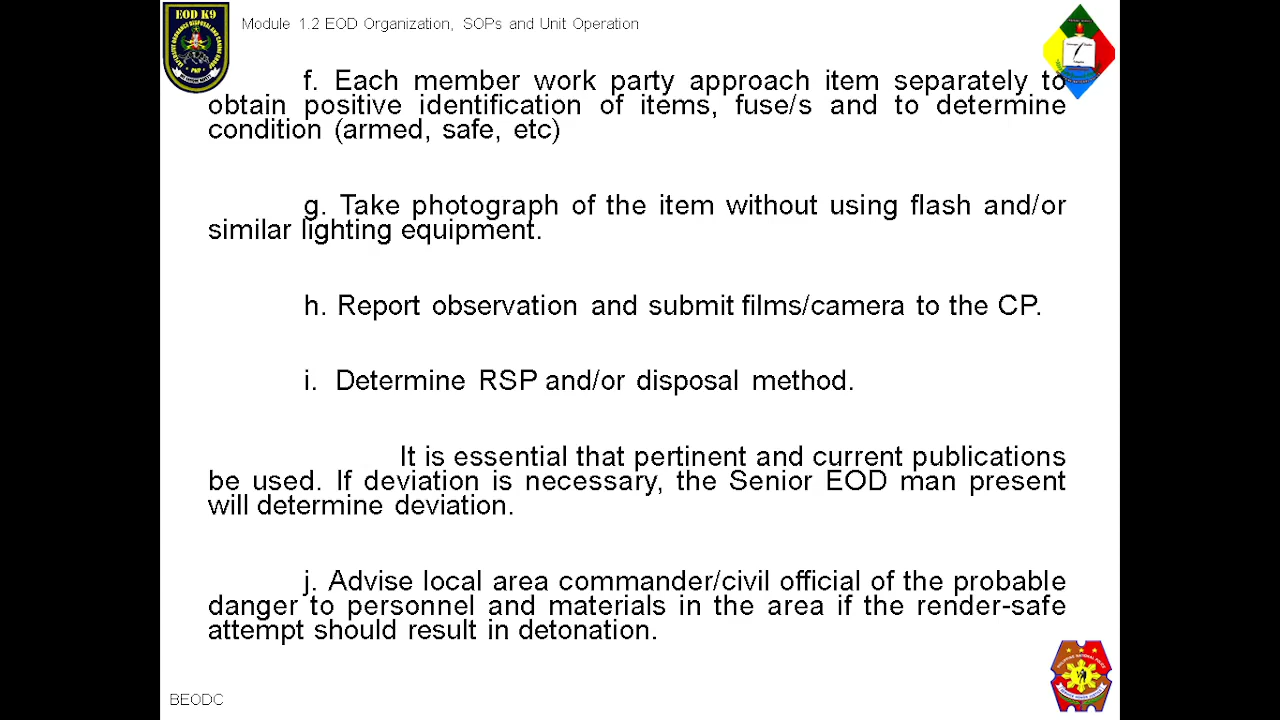 EOD K9
Module 1.2 EOD Organization, SOPs and Unit Operation
f. Each member work party approach item separately to
obtain positive identification of items, fuse/s and to determine
condition (armed, safe, etc)
g. Take photograph of the item without using flash and/or
similar lighting equipment.
h. Report observation and submit films/camera to the CP.
i. Determine RSP and/or disposal method.
It is essential that pertinent and current publications
be used. If deviation is necessary, the Senior EOD man present
will determine deviation.
j. Advise local area commander/civil official of the probable
danger to personnel and materials in the area if the render-safe
attempt should result in detonation.
BEODC